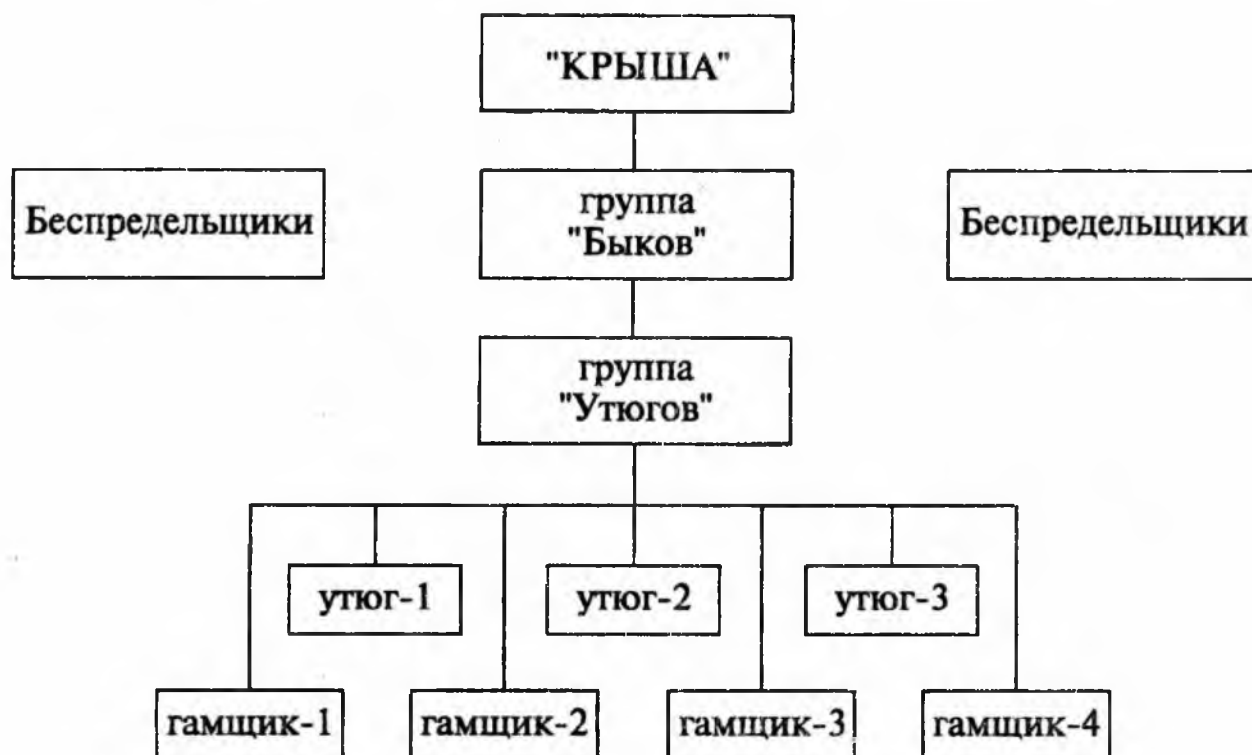 "КРЫША"
Беспредельщики
группа
"Быков"
Беспредельщики
группа
"Утюгов"
утюг-1
утюг-2
утюг-3
гамщик-1
гамщик-2
гамщик-3
гамщик-4